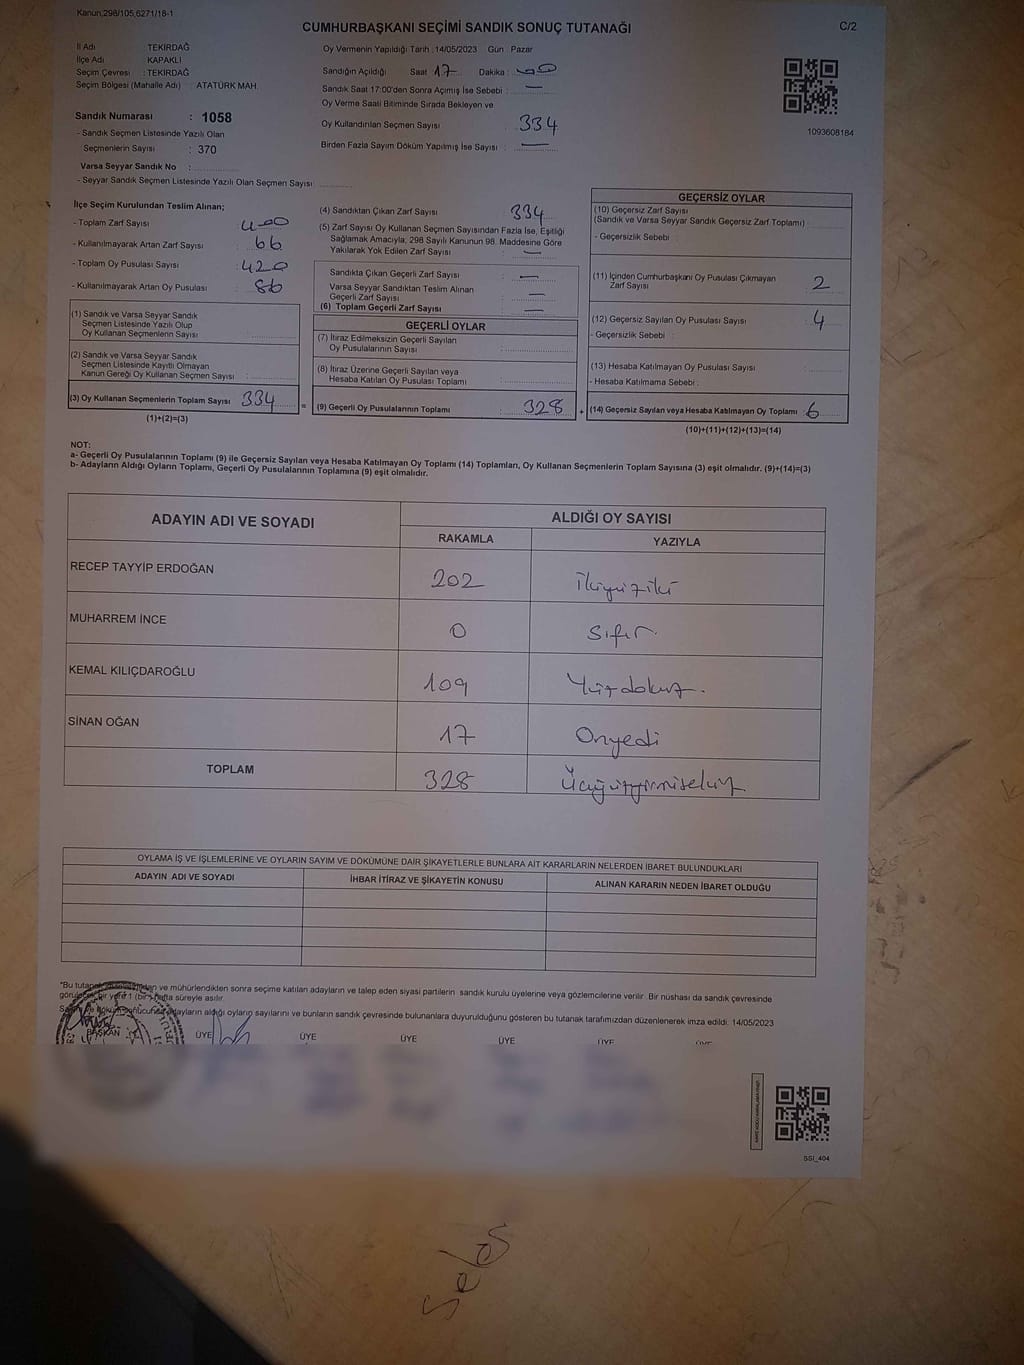 Kanun;298/105,6271/18-1
CUMHURBAŞKANI SEÇİMİ SANDIK SONUÇ TUTANAĞI
C/2
İl Adı : TEKİRDAĞ
İlçe Adı : KAPAKLI
Seçim Çevresi : TEKİRDAĞ
Seçim Bölgesi (Mahalle Adı) : ATATÜRK MAH.
Sandık Numarası : 1058
- Sandık Seçmen Listesinde Yazılı Olan
Seçmenlerin Sayısı : 370
Varsa Seyyar Sandık No :
- Seyyar Sandık Seçmen Listesinde Yazılı Olan Seçmen Sayısı :
Oy Vermenin Yapıldığı Tarih : 14/05/2023 Gün : Pazar
Sandığın Açıldığı Saat : 17 Dakika : 00
Sandık Saat 17:00'den Sonra Açımış İse Sebebi : —
Oy Verme Saati Bitiminde Sırada Bekleyen ve
Oy Kullandırılan Seçmen Sayısı : 334
Birden Fazla Sayım Döküm Yapılmış İse Sayısı : —
1093608184
İlçe Seçim Kurulundan Teslim Alınan;
- Toplam Zarf Sayısı : 400
- Kullanılmayarak Artan Zarf Sayısı : 66
- Toplam Oy Pusulası Sayısı : 420
- Kullanılmayarak Artan Oy Pusulası : 86
(1) Sandık ve Varsa Seyyar Sandık
Seçmen Listesinde Yazılı Olup
Oy Kullanan Seçmenlerin Sayısı :
(2) Sandık ve Varsa Seyyar Sandık
Seçmen Listesinde Kayıtlı Olmayan
Kanun Gereği Oy Kullanan Seçmen Sayısı :
(3) Oy Kullanan Seçmenlerin Toplam Sayısı : 334
(1)+(2)=(3)
(4) Sandıktan Çıkan Zarf Sayısı : 334
(5) Zarf Sayısı Oy Kullanan Seçmen Sayısından Fazla İse, Eşitliği
Sağlamak Amacıyla, 298 Sayılı Kanunun 98. Maddesine Göre
Yakılarak Yok Edilen Zarf Sayısı : —
Sandıkta Çıkan Geçerli Zarf Sayısı : —
Varsa Seyyar Sandıktan Teslim Alınan
Geçerli Zarf Sayısı : —
(6) Toplam Geçerli Zarf Sayısı : —
GEÇERLİ OYLAR
(7) İtiraz Edilmeksizin Geçerli Sayılan
Oy Pusulalarının Sayısı :
(8) İtiraz Üzerine Geçerli Sayılan veya
Hesaba Katılan Oy Pusulası Toplamı :
= (9) Geçerli Oy Pusulalarının Toplamı : 328
GEÇERSİZ OYLAR
(10) Geçersiz Zarf Sayısı
(Sandık ve Varsa Seyyar Sandık Geçersiz Zarf Toplamı) :
- Geçersizlik Sebebi :
(11) İçinden Cumhurbaşkanı Oy Pusulası Çıkmayan
Zarf Sayısı : 2
(12) Geçersiz Sayılan Oy Pusulası Sayısı : 4
- Geçersizlik Sebebi :
(13) Hesaba Katılmayan Oy Pusulası Sayısı :
- Hesaba Katılmama Sebebi :
+ (14) Geçersiz Sayılan veya Hesaba Katılmayan Oy Toplamı : 6
(10)+(11)+(12)+(13)=(14)
NOT:
a- Geçerli Oy Pusulalarının Toplamı (9) ile Geçersiz Sayılan veya Hesaba Katılmayan Oy Toplamı (14) Toplamları, Oy Kullanan Seçmenlerin Toplam Sayısına (3) eşit olmalıdır. (9)+(14)=(3)
b- Adayların Aldığı Oyların Toplamı, Geçerli Oy Pusulalarının Toplamına (9) eşit olmalıdır.
ADAYIN ADI VE SOYADI ALDIĞI OY SAYISI
RAKAMLA YAZIYLA
RECEP TAYYİP ERDOĞAN 202 İkiyüziki
MUHARREM İNCE 0 Sıfır
KEMAL KILIÇDAROĞLU 109 Yüzdokuz.
SİNAN OĞAN 17 Onyedi
TOPLAM 328 Üçyüzyirmisekiz
OYLAMA İŞ VE İŞLEMLERİNE VE OYLARIN SAYIM VE DÖKÜMÜNE DAİR ŞİKAYETLERLE BUNLARA AİT KARARLARIN NELERDEN İBARET BULUNDUKLARI
ADAYIN ADI VE SOYADI İHBAR İTİRAZ VE ŞİKAYETİN KONUSU ALINAN KARARIN NEDEN İBARET OLDUĞU
*Bu ve mühürlendikten sonra seçime katılan adayların ve talep eden siyasi partilerin sandık kurulu üyelerine veya gözlemcilerine verilir. Bir nüshası da sandık çevresinde
bir yere 1 (bir) hafta süreyle asılır.
adayların aldığı oyların sayılarını ve bunların sandık çevresinde bulunanlara duyurulduğunu gösteren bu tutanak tarafımızdan düzenlenerek imza edildi. 14/05/2023
BAŞKAN ÜYE ÜYE ÜYE ÜYE ÜYE ÜYE
SSİ_404